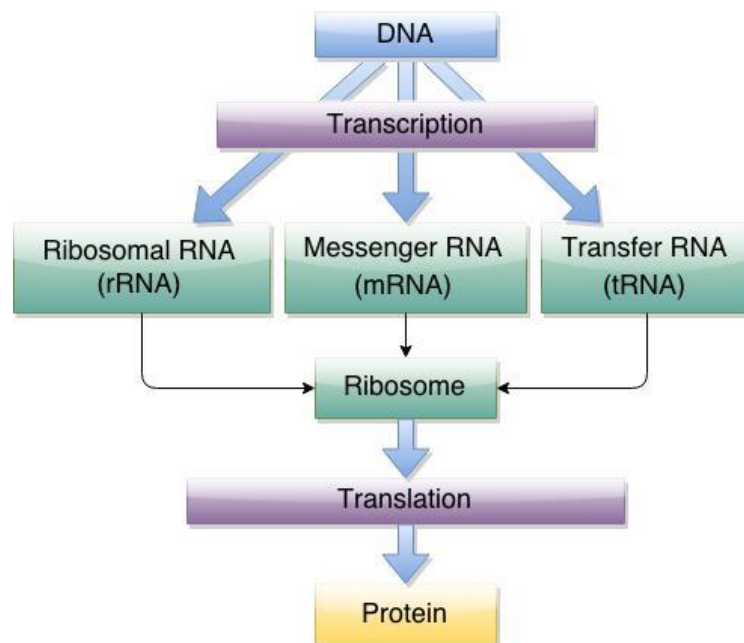 DNA
Transcription
Ribosomal RNA
(rRNA)
Messenger RNA
(mRNA)
Transfer RNA
(tRNA)
Ribosome
Translation
Protein